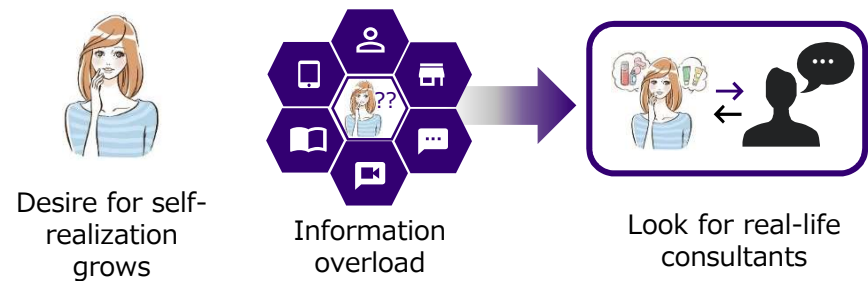 ??
Desire for self-
realization
grows
Information
overload
Look for real-life
consultants